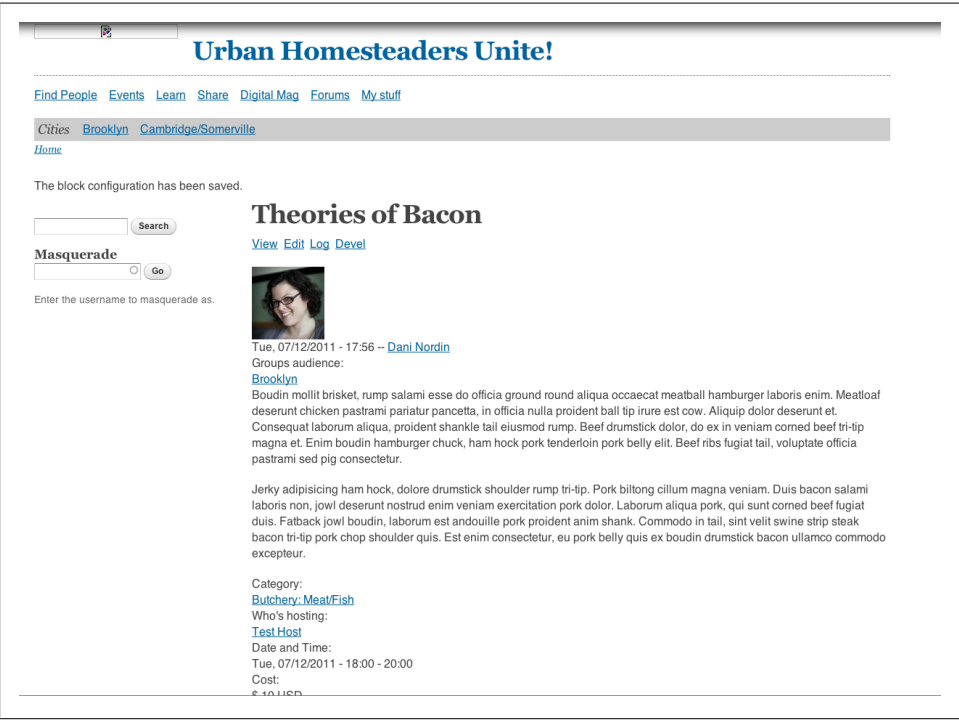 Urban Homesteaders Unite!
Find People Events Learn Share Digital Mag Forums My stuff
Cities Brooklyn Cambridge/Somerville
Home
The block configuration has been saved.
Search
Masquerade
Go
Enter the username to masquerade as.
Theories of Bacon
View Edit Log Devel
Tue, 07/12/2011 - 17:56 -- Dani Nordin
Groups audience:
Brooklyn
Boudin mollit brisket, rump salami esse do officia ground round aliqua occaecat meatball hamburger laboris enim. Meatloaf
deserunt chicken pastrami pariatur pancetta, in officia nulla proident ball tip irure est cow. Aliquip dolor deserunt et.
Consequat laborum aliqua, proident shankle tail eiusmod rump. Beef drumstick dolor, do ex in veniam corned beef tri-tip
magna et. Enim boudin hamburger chuck, ham hock pork tenderloin pork belly elit. Beef ribs fugiat tail, voluptate officia
pastrami sed pig consectetur.
Jerky adipisicing ham hock, dolore drumstick shoulder rump tri-tip. Pork biltong cillum magna veniam. Duis bacon salami
laboris non, jowl deserunt nostrud enim veniam exercitation pork dolor. Laborum aliqua pork, qui sunt corned beef fugiat
duis. Fatback jowl boudin, laborum est andouille pork proident anim shank. Commodo in tail, sint velit swine strip steak
bacon tri-tip pork chop shoulder quis. Est enim consectetur, eu pork belly quis ex boudin drumstick bacon ullamco commodo
excepteur.
Category:
Butchery: Meat/Fish
Who's hosting:
Test Host
Date and Time:
Tue, 07/12/2011 - 18:00 - 20:00
Cost:
$ 10 USD